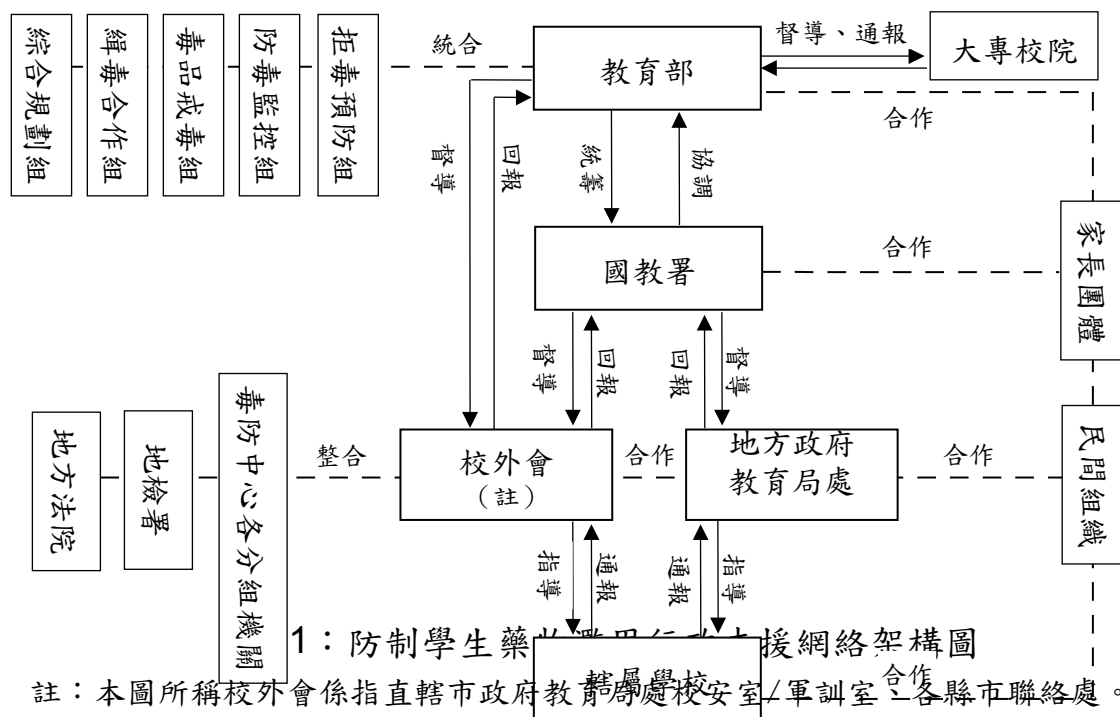 綜合規劃組
緝毒合作組
毒品戒毒組
防毒監控組
拒毒預防組
統合
教育部
督導、通報
大專校院
合作
督導
回報
統籌
協調
國教署
合作
家長團體
督導
回報
回報
督導
地方法院
地檢署
毒防中心各分組機關
整合
校外會
(註)
合作
地方政府
教育局處
合作
民間組織
指導
通報
通報
指導
1：防制學生藥物濫用行政支援網絡架構圖
轄屬學校
合作
註：本圖所稱校外會係指直轄市政府教育局處校安室/軍訓室、各縣市聯絡處。